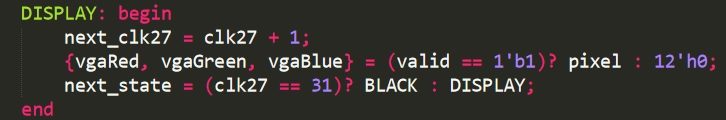 DISPLAY: begin
    next_clk27 = clk27 + 1;
    {vgaRed, vgaGreen, vgaBlue} = (valid == 1'b1)? pixel : 12'h0;
    next_state = (clk27 == 31)? BLACK : DISPLAY;
end